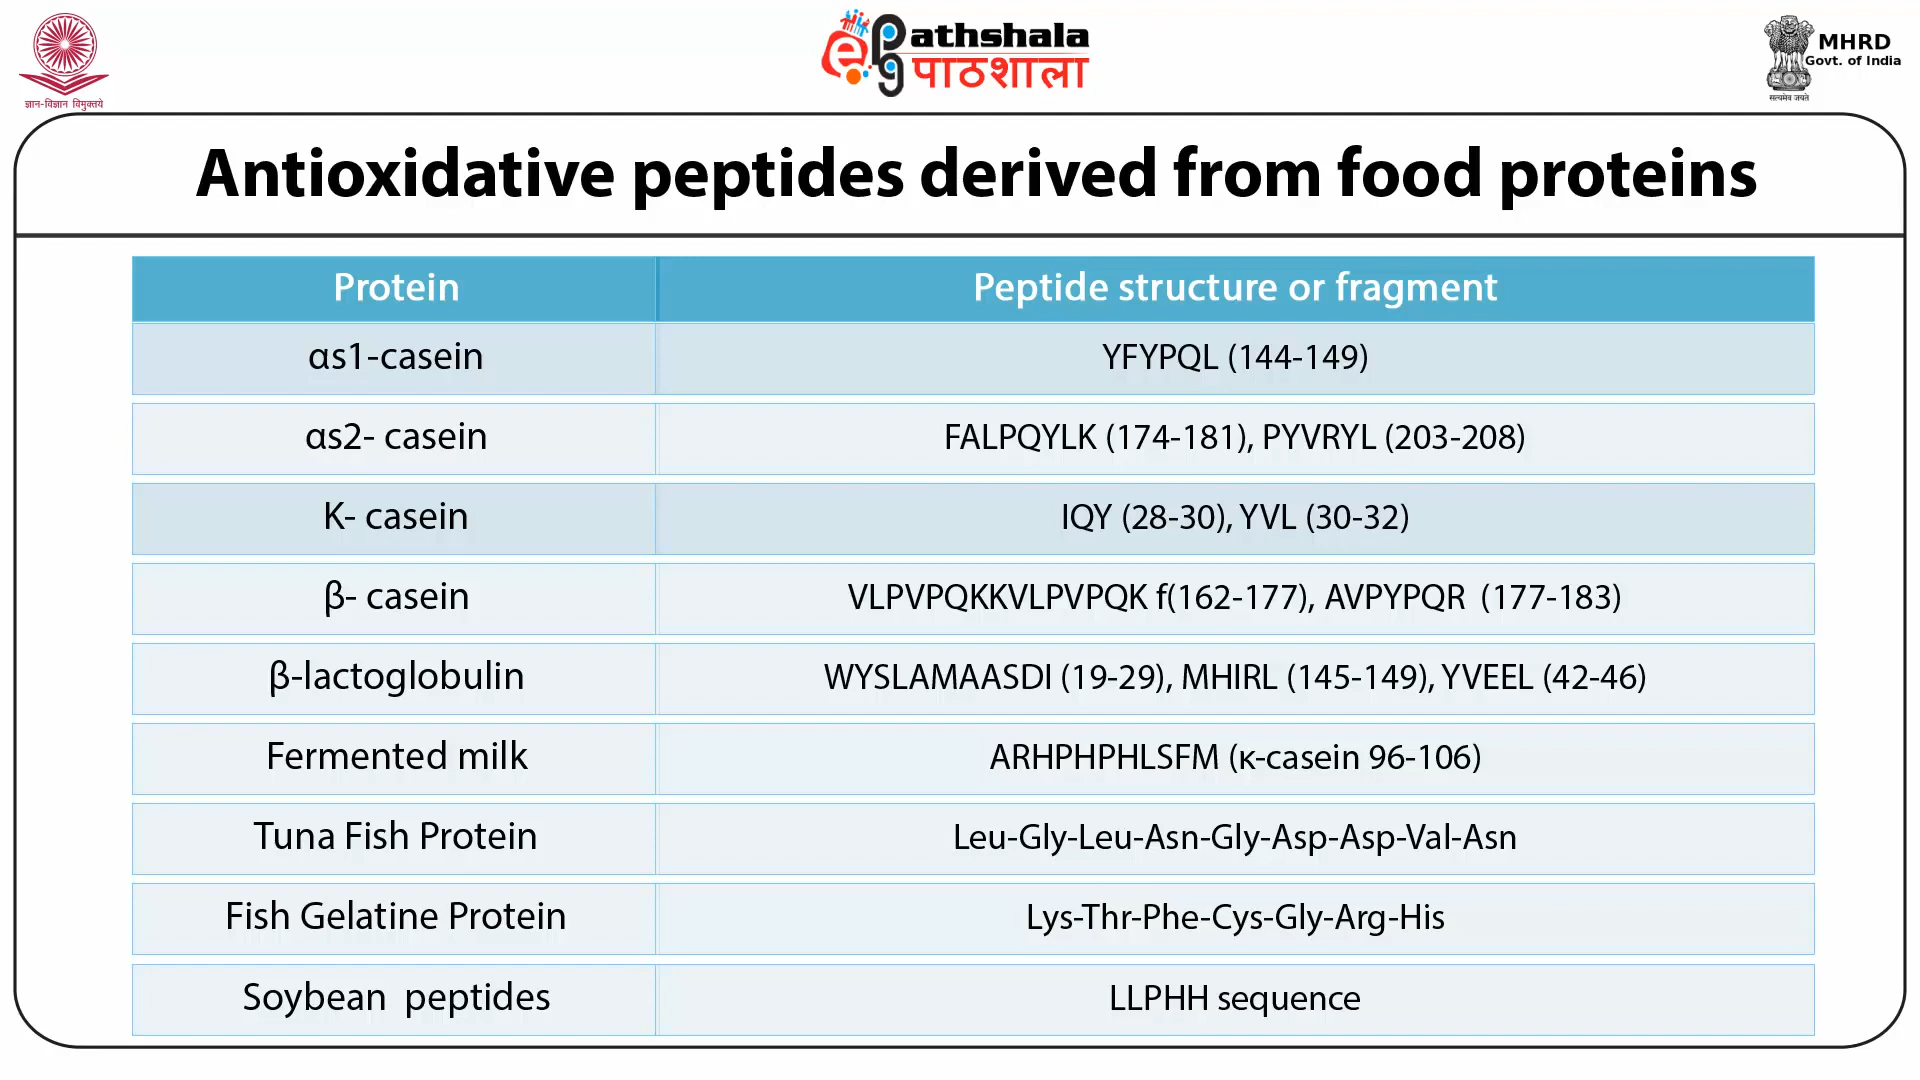 ज्ञान-विज्ञान विमुक्तये
ePathshala
पाठशाला
MHRD
Govt. of India
सत्यमेव जयते
Antioxidative peptides derived from food proteins
Protein Peptide structure or fragment
αs1-casein YFYPQL (144-149)
αs2- casein FALPQYLK (174-181), PYVRYL (203-208)
K- casein IQY (28-30), YVL (30-32)
β- casein VLPVPQKKVLPVPQK f(162-177), AVPYPQR (177-183)
β-lactoglobulin WYSLAMAASDI (19-29), MHIRL (145-149), YVEEL (42-46)
Fermented milk ARHPHPHLSFM (κ-casein 96-106)
Tuna Fish Protein Leu-Gly-Leu-Asn-Gly-Asp-Asp-Val-Asn
Fish Gelatine Protein Lys-Thr-Phe-Cys-Gly-Arg-His
Soybean peptides LLPHH sequence